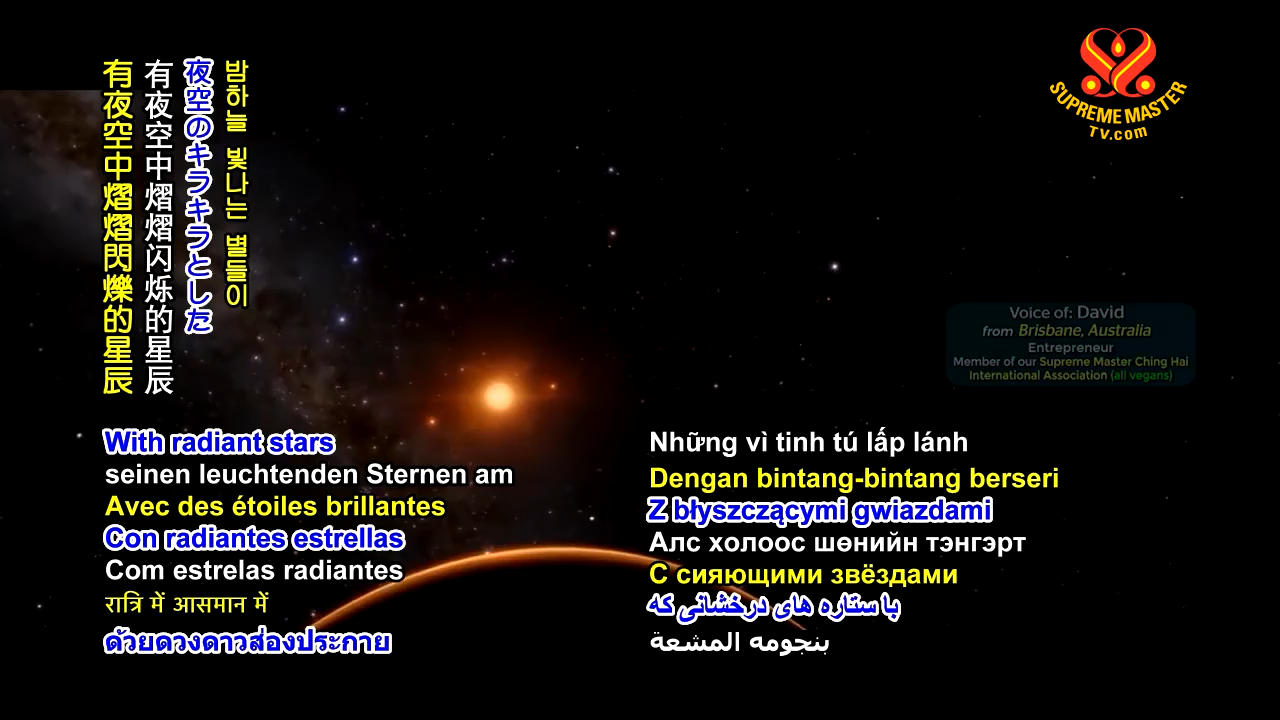 有夜空中熠熠閃爍的星辰
有夜空中熠熠闪烁的星辰
夜空のキラキラとした
밤하늘 빛나는 별들이
SUPREME MASTER
TV.com
Voice of: David
from Brisbane, Australia
Entrepreneur
Member of our Supreme Master Ching Hai
International Association (all vegans)
With radiant stars
seinen leuchtenden Sternen am
Avec des étoiles brillantes
Con radiantes estrellas
Com estrelas radiantes
रात्रि में आसमान में
ด้วยดวงดาวส่องประกาย
Những vì tinh tú lấp lánh
Dengan bintang-bintang berseri
Z błyszczącymi gwiazdami
Алс холоос шөнийн тэнгэрт
С сияющими звёздами
با ستاره های درخشانی که
بنجومه المشعة